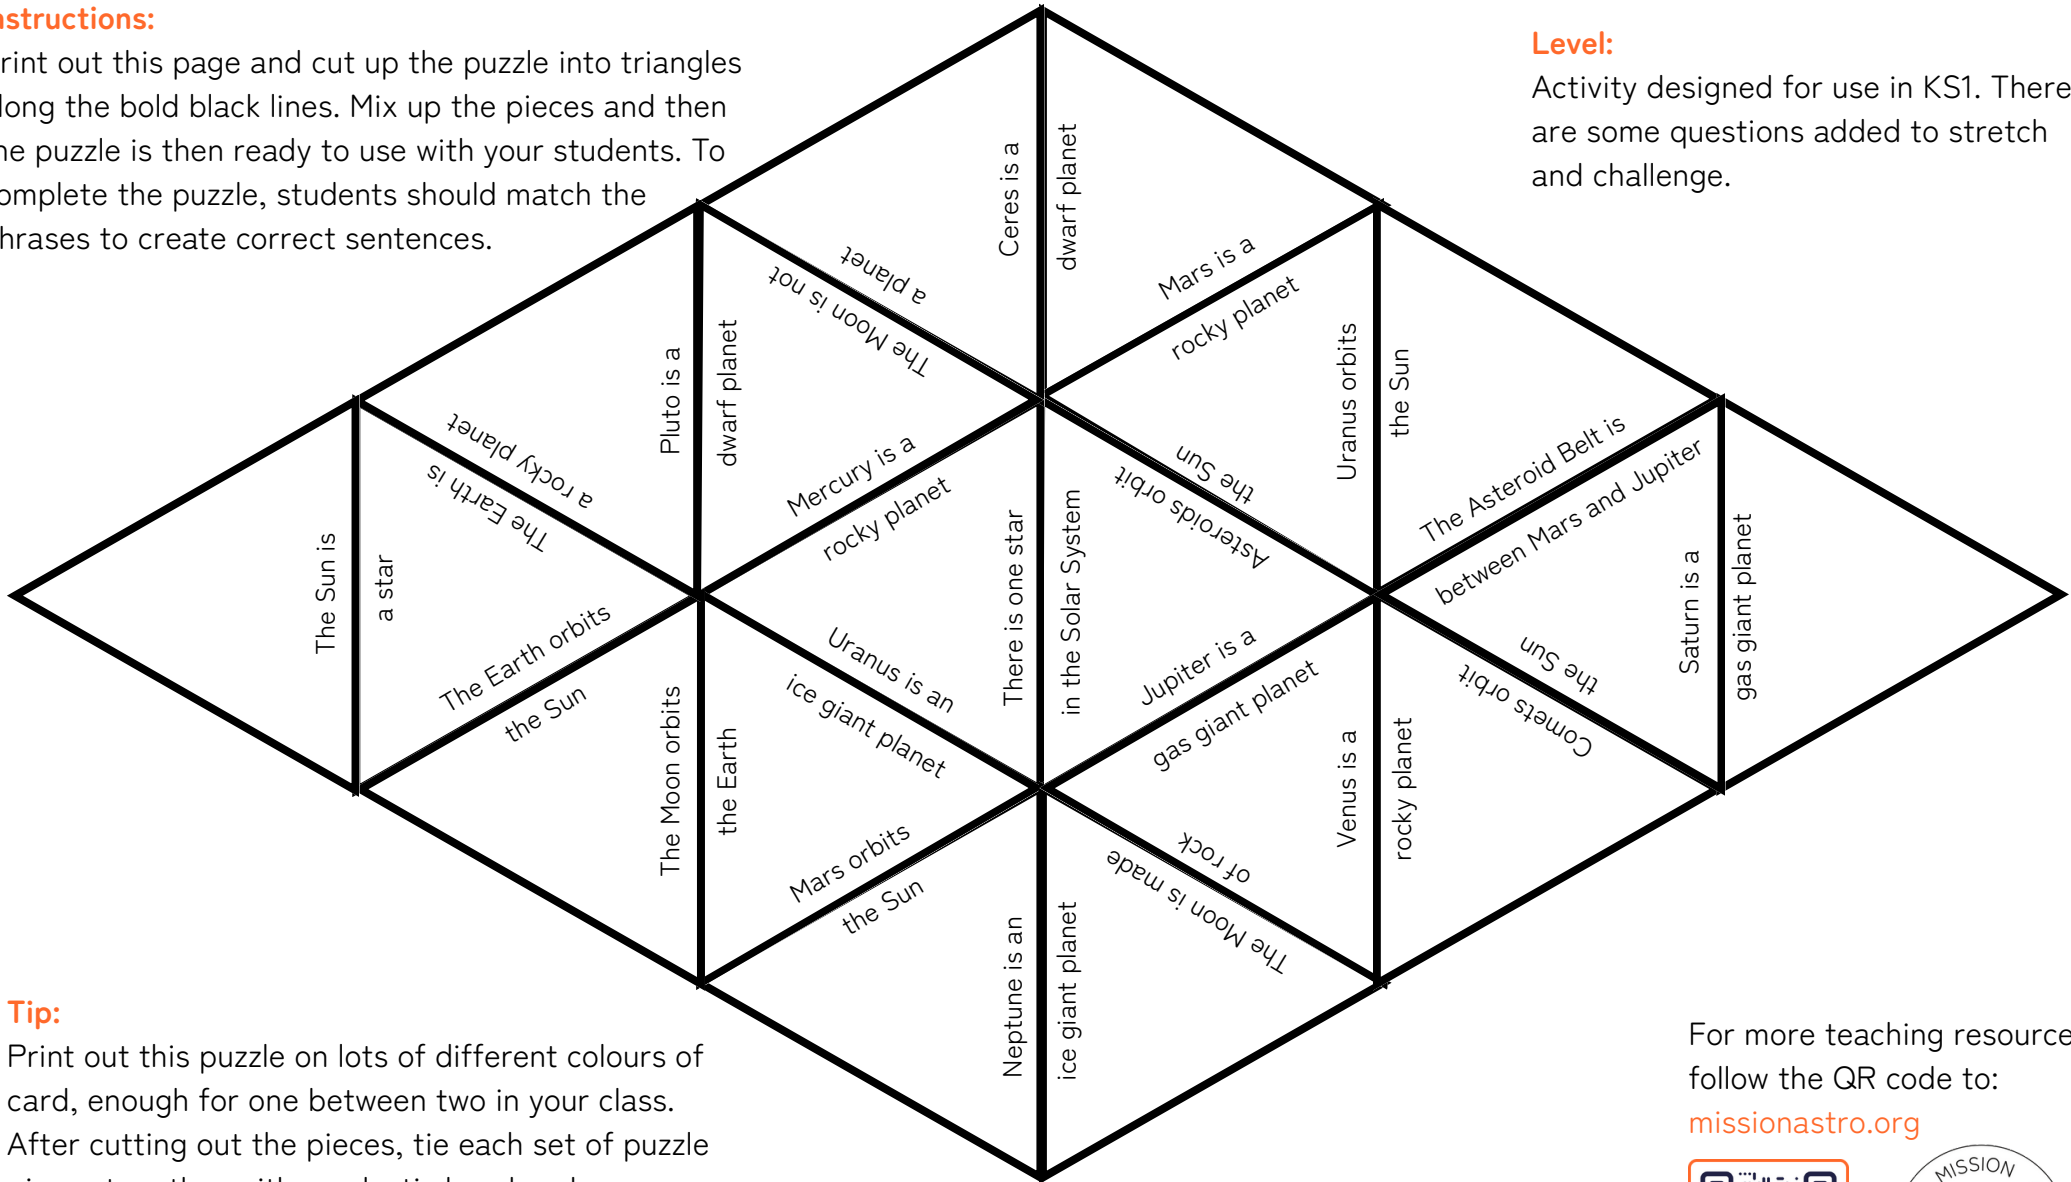 nstructions:
rint out this page and cut up the puzzle into triangles
long the bold black lines. Mix up the pieces and then
he puzzle is then ready to use with your students. To
omplete the puzzle, students should match the
hrases to create correct sentences.
Level:
Activity designed for use in KS1. There
are some questions added to stretch
and challenge.
Ceres is a
dwarf planet
a planet
The Moon is not
Mars is a
rocky planet
Pluto is a
dwarf planet
Uranus orbits
the Sun
a rocky planet
The Earth is
Mercury is a
rocky planet
the Sun
Asteroids orbit
The Asteroid Belt is
between Mars and Jupiter
The Sun is
a star
There is one star
in the Solar System
Saturn is a
gas giant planet
The Earth orbits
the Sun
Uranus is an
ice giant planet
Jupiter is a
gas giant planet
the Sun
Comets orbit
The Moon orbits
the Earth
Venus is a
rocky planet
Mars orbits
the Sun
of rock
The Moon is made
Neptune is an
ice giant planet
Tip:
Print out this puzzle on lots of different colours of
card, enough for one between two in your class.
After cutting out the pieces, tie each set of puzzle
For more teaching resource
follow the QR code to:
missionastro.org
MISSION